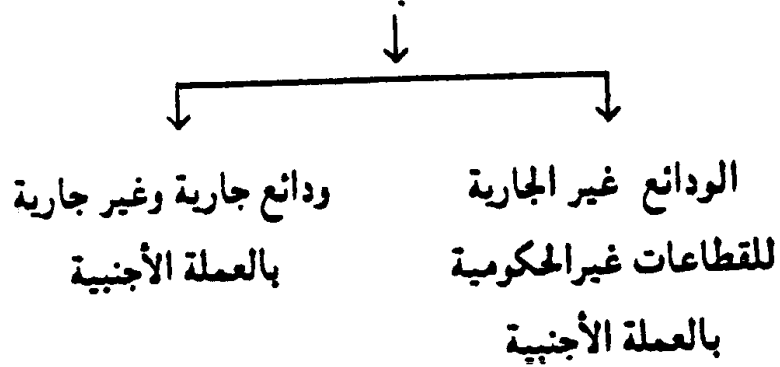 الودائع غير الجارية
للقطاعات غيرالحكومية
بالعملة الأجنبية
ودائع جارية وغير جارية
بالعملة الأجنبية